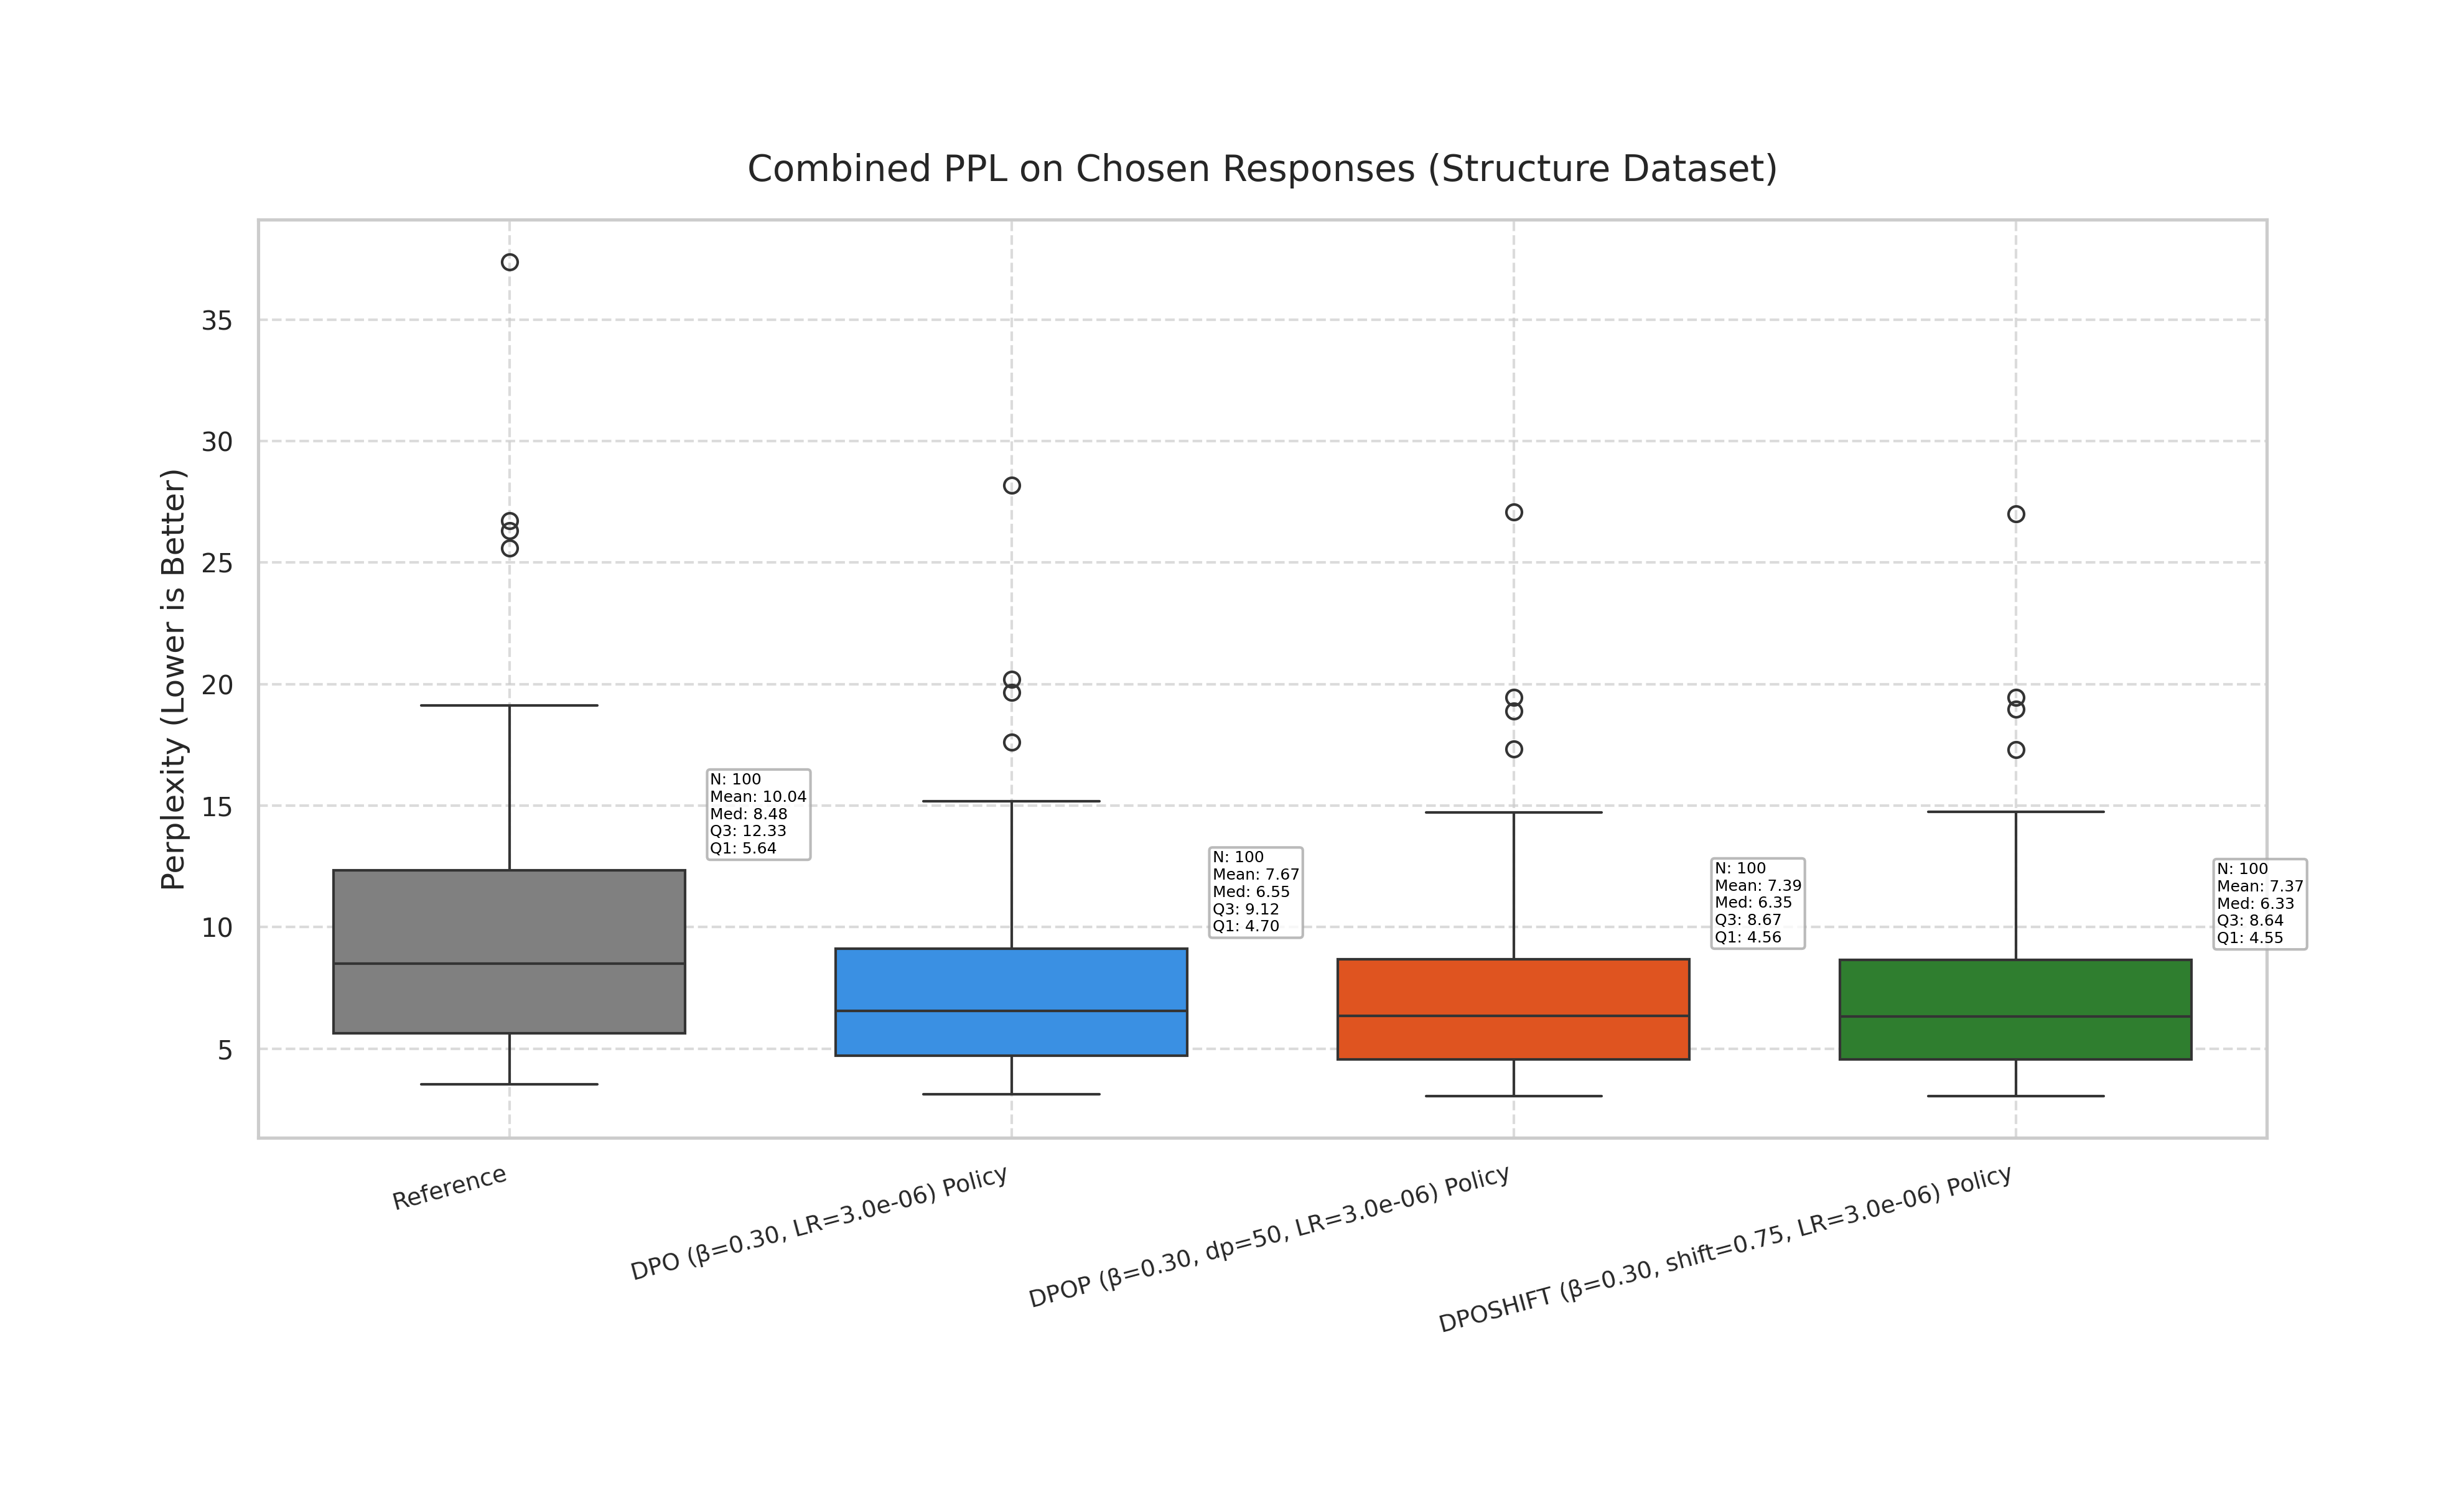 Combined PPL on Chosen Responses (Structure Dataset)
Perplexity (Lower is Better)
35
30
25
20
15
10
5
N: 100
Mean: 10.04
Med: 8.48
Q3: 12.33
Q1: 5.64
N: 100
Mean: 7.67
Med: 6.55
Q3: 9.12
Q1: 4.70
N: 100
Mean: 7.39
Med: 6.35
Q3: 8.67
Q1: 4.56
N: 100
Mean: 7.37
Med: 6.33
Q3: 8.64
Q1: 4.55
Reference
DPO (β=0.30, LR=3.0e-06) Policy
DPOP (β=0.30, dp=50, LR=3.0e-06) Policy
DPOSHIFT (β=0.30, shift=0.75, LR=3.0e-06) Policy